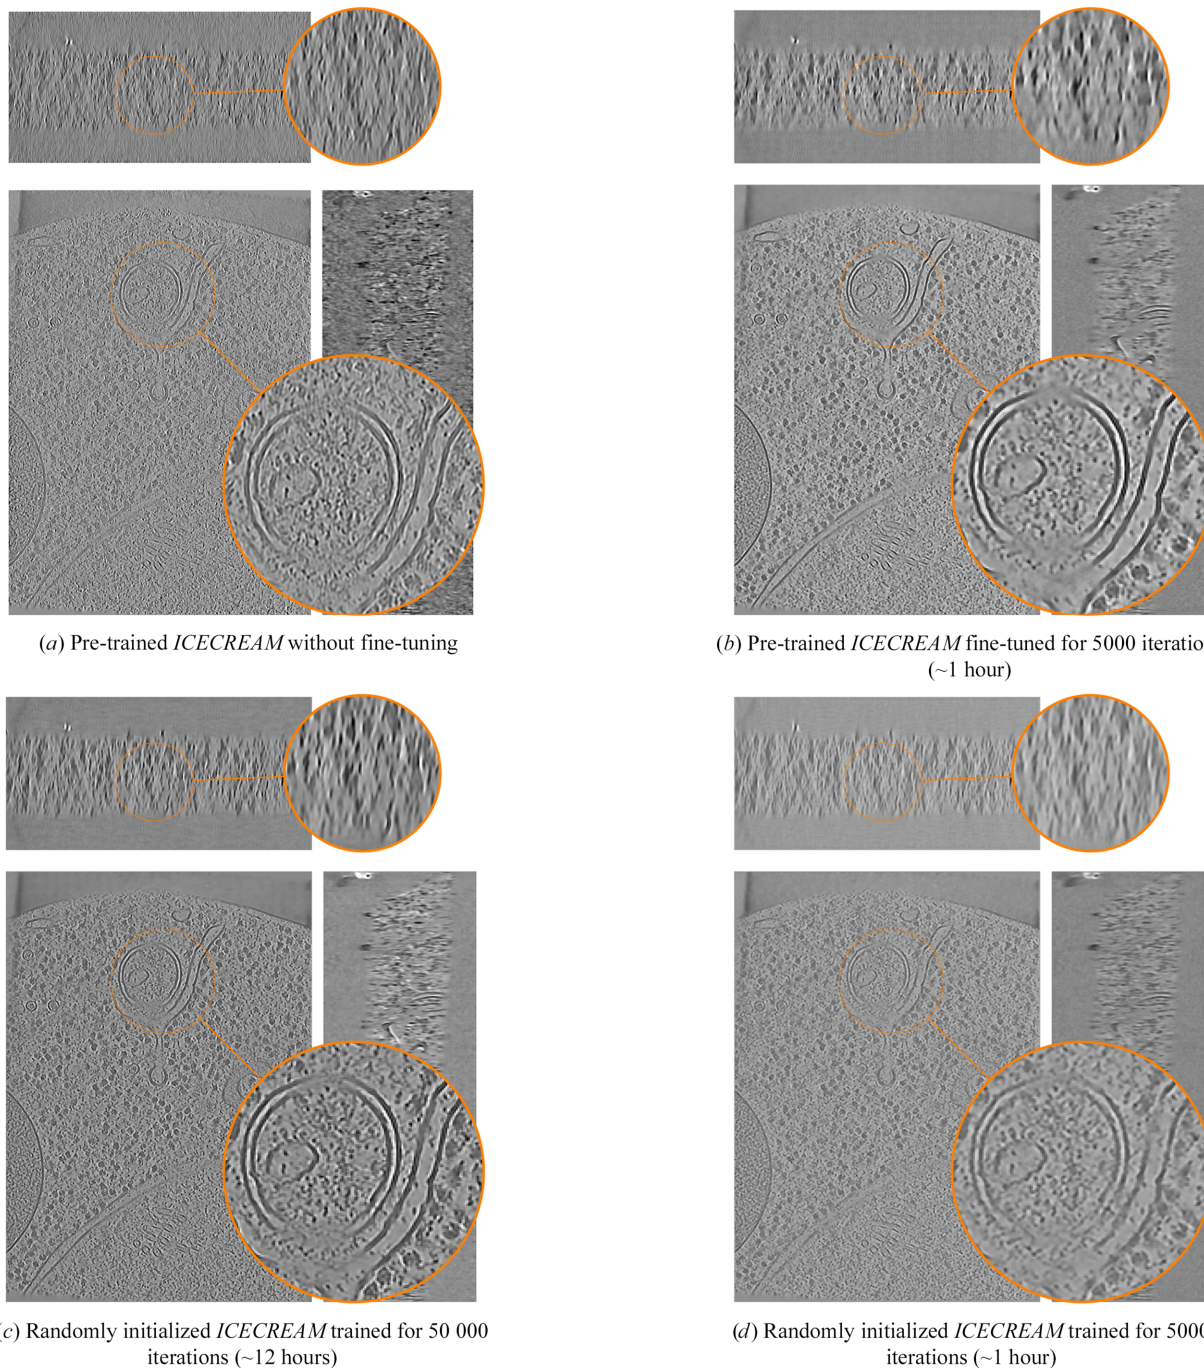 (a) Pre-trained ICECREAM without fine-tuning
(b) Pre-trained ICECREAM fine-tuned for 5000
(~1 hour)
(c) Randomly initialized ICECREAM trained for 50 000
iterations (~12 hours)
(d) Randomly initialized ICECREAM trained for 5000
iterations (~1 hour)